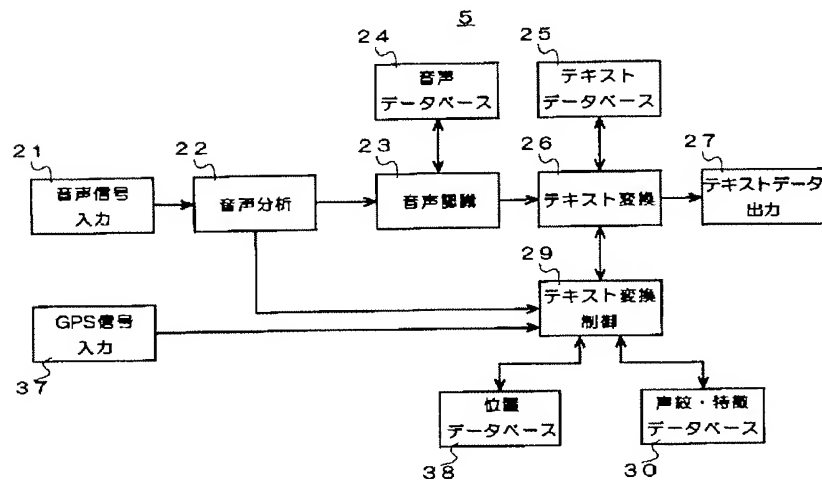 5
24
音声
データベース
25
テキスト
データベース
21
音声信号
入力
22
音声分析
23
音声認識
26
テキスト変換
27
テキストデータ
出力
29
テキスト変換
制御
GPS信号
入力
37
位置
データベース
38
声紋・特徴
データベース
30